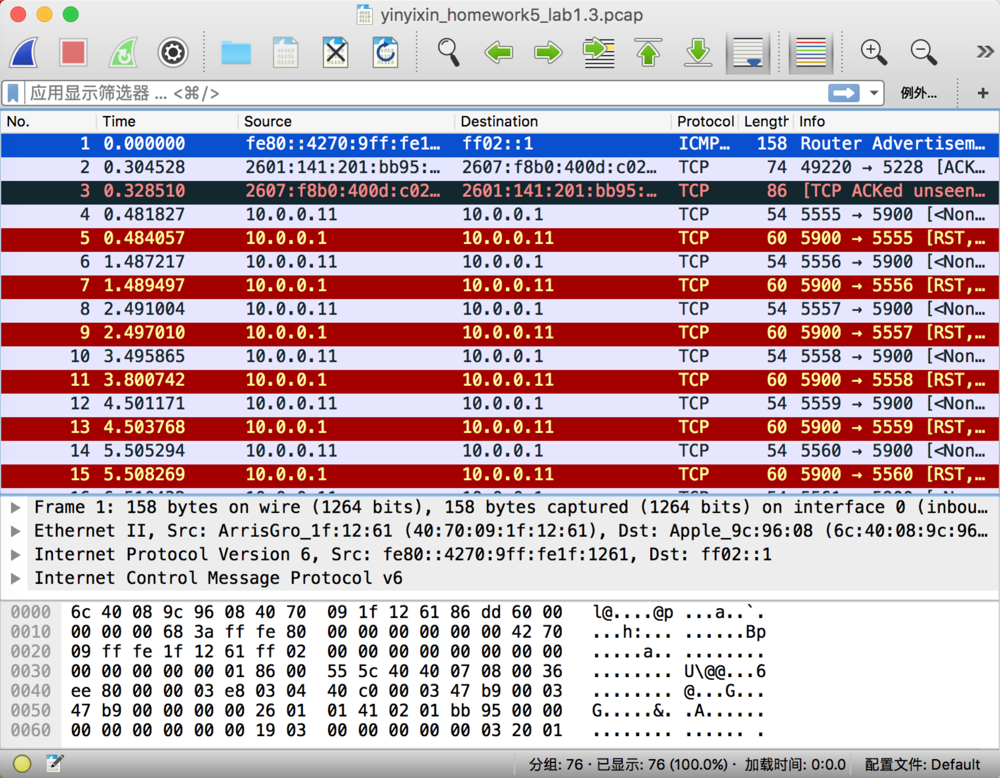 yinyixin_homework5_lab1.3.pcap
应用显示筛选器 ... <⌘/>
例外... +
No. Time Source Destination Protocol Length Info
1 0.000000 fe80::4270:9ff:fe1… ff02::1 ICMP… 158 Router Advertisem…
2 0.304528 2601:141:201:bb95:… 2607:f8b0:400d:c02… TCP 74 49220 → 5228 [ACK…
3 0.328510 2607:f8b0:400d:c02… 2601:141:201:bb95:… TCP 86 [TCP ACKed unseen…
4 0.481827 10.0.0.11 10.0.0.1 TCP 54 5555 → 5900 [<Non…
5 0.484057 10.0.0.1 10.0.0.11 TCP 60 5900 → 5555 [RST,…
6 1.487217 10.0.0.11 10.0.0.1 TCP 54 5556 → 5900 [<Non…
7 1.489497 10.0.0.1 10.0.0.11 TCP 60 5900 → 5556 [RST,…
8 2.491004 10.0.0.11 10.0.0.1 TCP 54 5557 → 5900 [<Non…
9 2.497010 10.0.0.1 10.0.0.11 TCP 60 5900 → 5557 [RST,…
10 3.495865 10.0.0.11 10.0.0.1 TCP 54 5558 → 5900 [<Non…
11 3.800742 10.0.0.1 10.0.0.11 TCP 60 5900 → 5558 [RST,…
12 4.501171 10.0.0.11 10.0.0.1 TCP 54 5559 → 5900 [<Non…
13 4.503768 10.0.0.1 10.0.0.11 TCP 60 5900 → 5559 [RST,…
14 5.505294 10.0.0.11 10.0.0.1 TCP 54 5560 → 5900 [<Non…
15 5.508269 10.0.0.1 10.0.0.11 TCP 60 5900 → 5560 [RST,…
Frame 1: 158 bytes on wire (1264 bits), 158 bytes captured (1264 bits) on interface 0 (inbou…
Ethernet II, Src: ArrisGro_1f:12:61 (40:70:09:1f:12:61), Dst: Apple_9c:96:08 (6c:40:08:9c:96…
Internet Protocol Version 6, Src: fe80::4270:9ff:fe1f:1261, Dst: ff02::1
Internet Control Message Protocol v6
0000 6c 40 08 9c 96 08 40 70 09 1f 12 61 86 dd 60 00 l@....@p ...a..`.
0010 00 00 00 68 3a ff fe 80 00 00 00 00 00 00 42 70 ...h:... ......Bp
0020 09 ff fe 1f 12 61 ff 02 00 00 00 00 00 00 00 00 .....a.. ........
0030 00 00 00 00 00 01 86 00 55 5c 40 40 07 08 00 36 ........ U\@@...6
0040 ee 80 00 00 03 e8 03 04 40 c0 00 03 47 b9 00 03 ........ @...G...
0050 47 b9 00 00 00 00 26 01 01 41 02 01 bb 95 00 00 G.....&. .A......
0060 00 00 00 00 00 00 19 03 00 00 00 00 00 03 20 01 ........ ...... .
分组: 76 · 已显示: 76 (100.0%) · 加载时间: 0:0.0 配置文件: Default